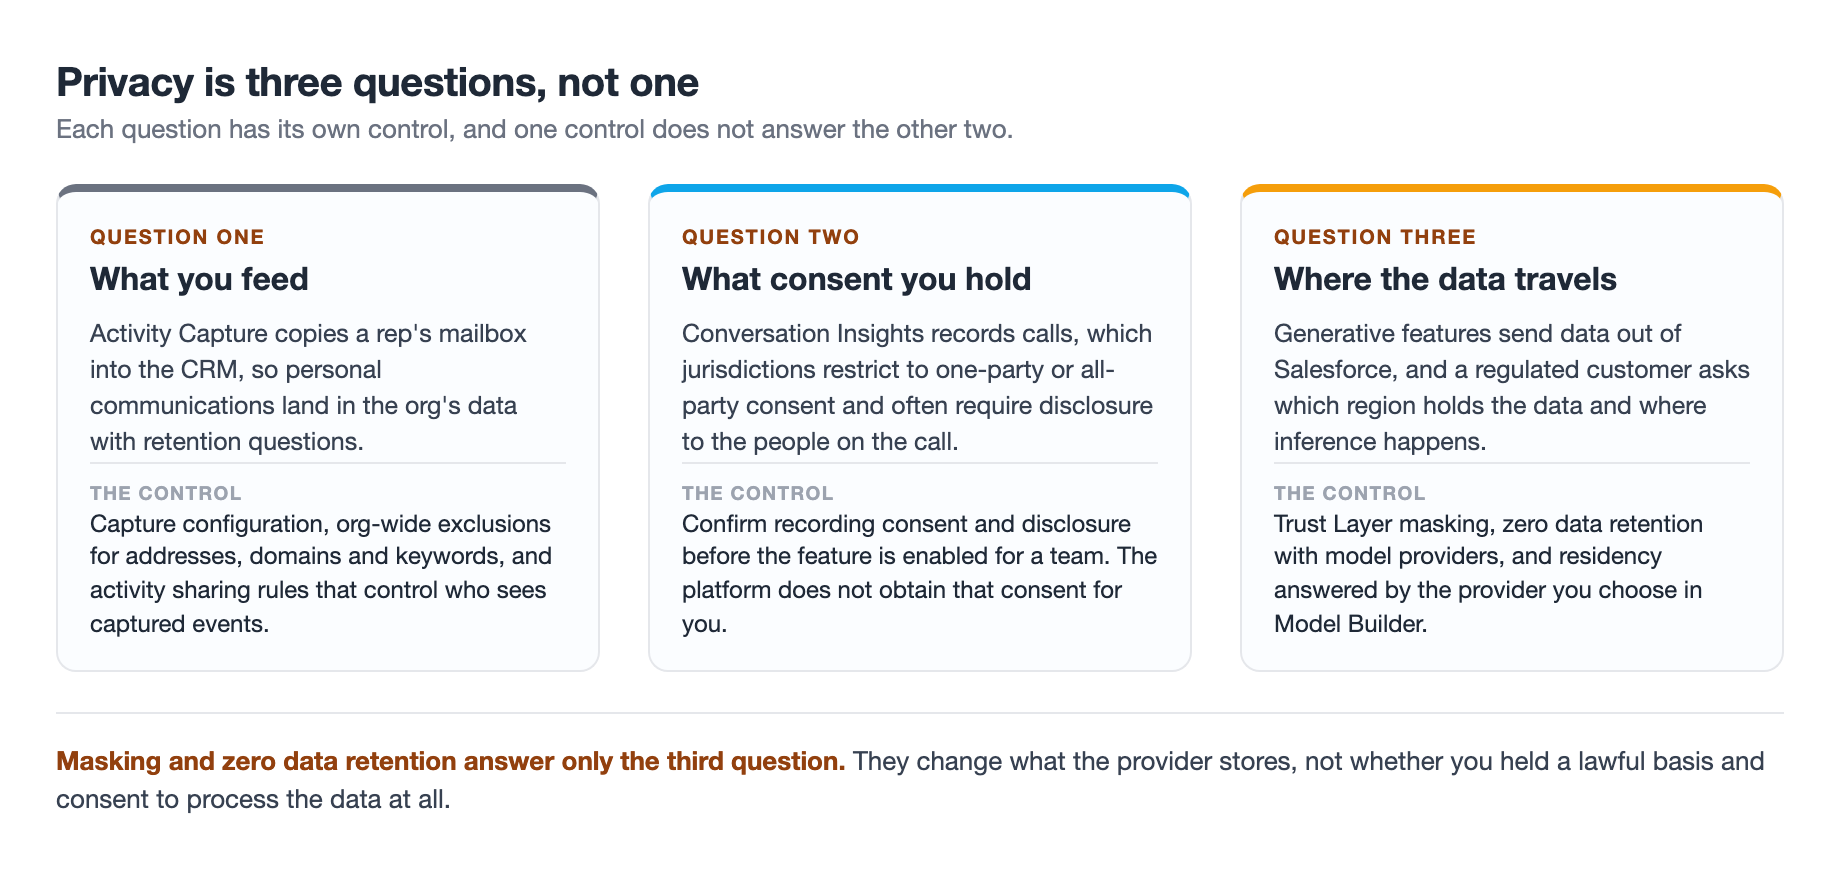 Privacy is three questions, not one
Each question has its own control, and one control does not answer the other two.
QUESTION ONE
What you feed
Activity Capture copies a rep's mailbox
into the CRM, so personal
communications land in the org's data
with retention questions.
THE CONTROL
Capture configuration, org-wide exclusions
for addresses, domains and keywords, and
activity sharing rules that control who sees
captured events.
QUESTION TWO
What consent you hold
Conversation Insights records calls, which
jurisdictions restrict to one-party or all-
party consent and often require disclosure
to the people on the call.
THE CONTROL
Confirm recording consent and disclosure
before the feature is enabled for a team. The
platform does not obtain that consent for
you.
QUESTION THREE
Where the data travels
Generative features send data out of
Salesforce, and a regulated customer asks
which region holds the data and where
inference happens.
THE CONTROL
Trust Layer masking, zero data retention
with model providers, and residency
answered by the provider you choose in
Model Builder.
Masking and zero data retention answer only the third question. They change what the provider stores, not whether you held a lawful basis and
consent to process the data at all.